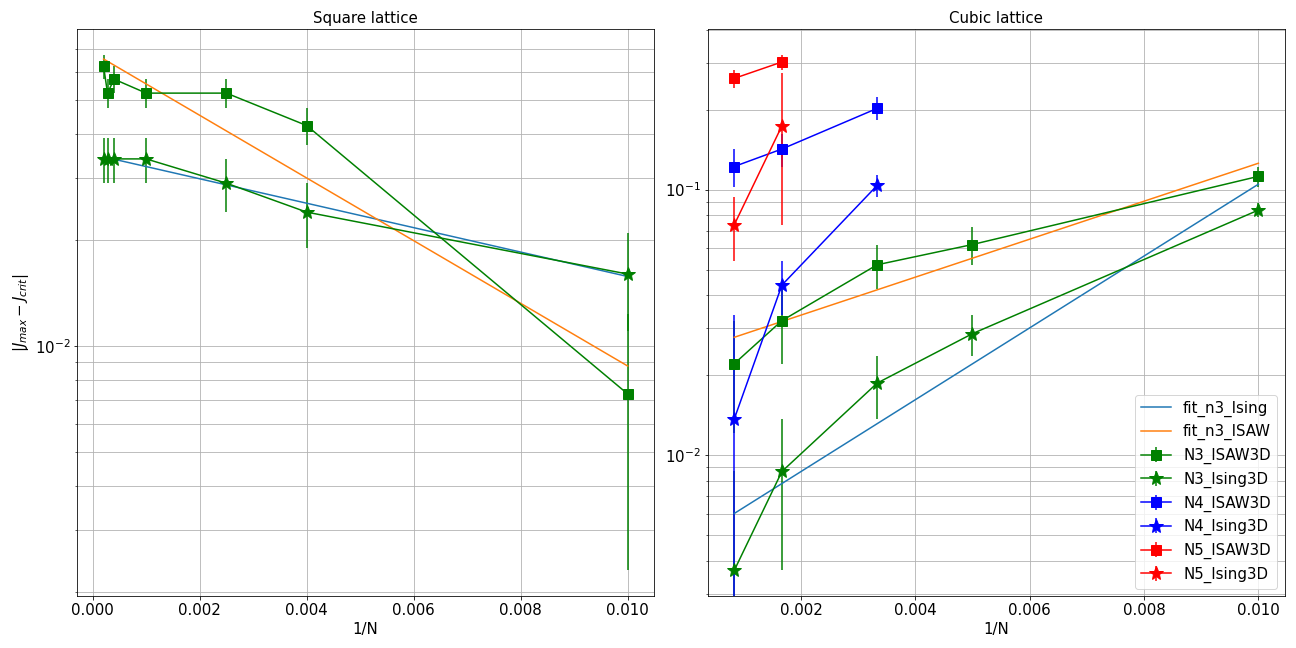 Square lattice
|J_max − J_crit|
10^−2
0.000 0.002 0.004 0.006 0.008 0.010
1/N
Cubic lattice
10^−1
10^−2
0.002 0.004 0.006 0.008 0.010
1/N
fit_n3_Ising
fit_n3_ISAW
N3_ISAW3D
N3_Ising3D
N4_ISAW3D
N4_Ising3D
N5_ISAW3D
N5_Ising3D